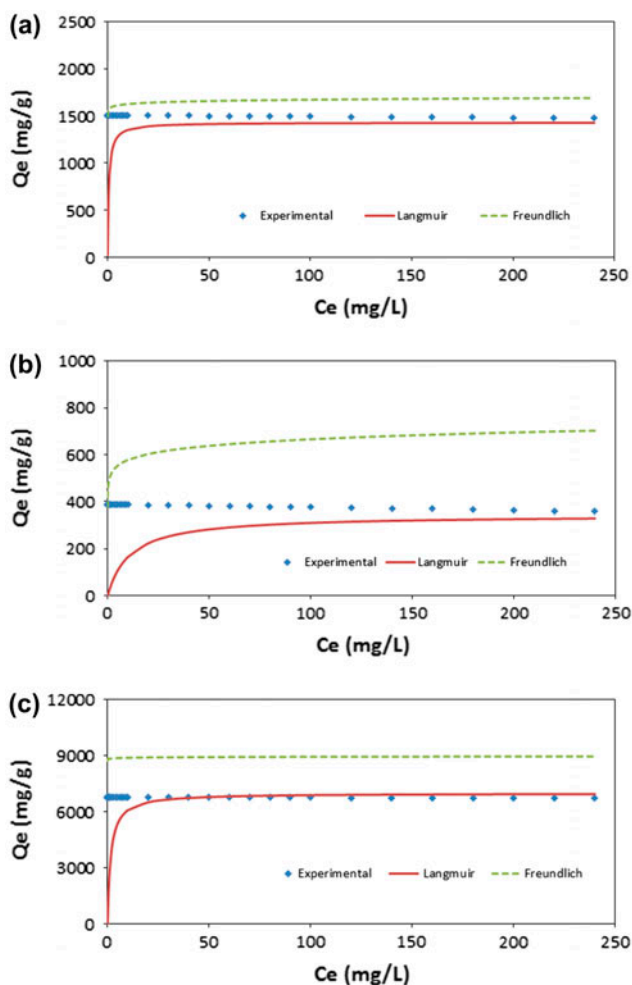 (a)
2500
2000
1500
1000
500
0
Qe (mg/g)
Experimental Langmuir Freundlich
0 50 100 150 200 250
Ce (mg/L)
(b)
1000
800
600
400
200
0
Qe (mg/g)
Experimental Langmuir Freundlich
0 50 100 150 200 250
Ce (mg/L)
(c)
12000
9000
6000
3000
0
Qe (mg/g)
Experimental Langmuir Freundlich
0 50 100 150 200 250
Ce (mg/L)